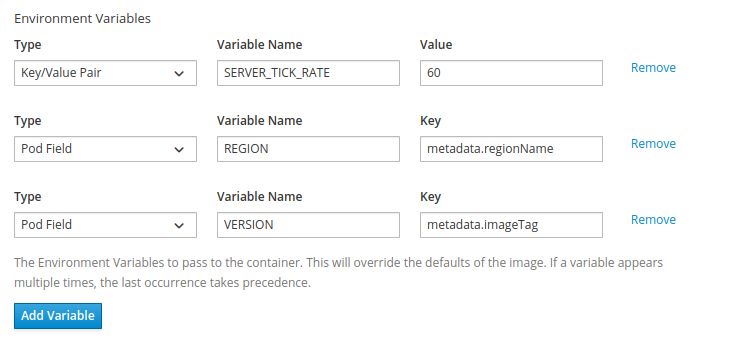 Environment Variables
Type Variable Name Value
Key/Value Pair SERVER_TICK_RATE 60 Remove
Type Variable Name Key
Pod Field REGION metadata.regionName Remove
Type Variable Name Key
Pod Field VERSION metadata.imageTag Remove
The Environment Variables to pass to the container. This will override the defaults of the image. If a variable appears
multiple times, the last occurrence takes precedence.
Add Variable